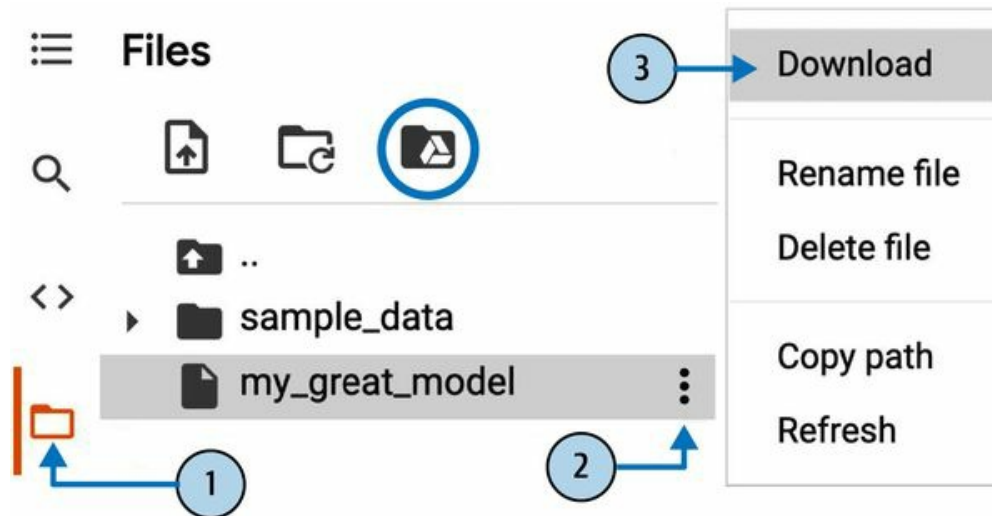 Files
3
Download
Rename file
..
Delete file
sample_data
Copy path
my_great_model
Refresh
2
1